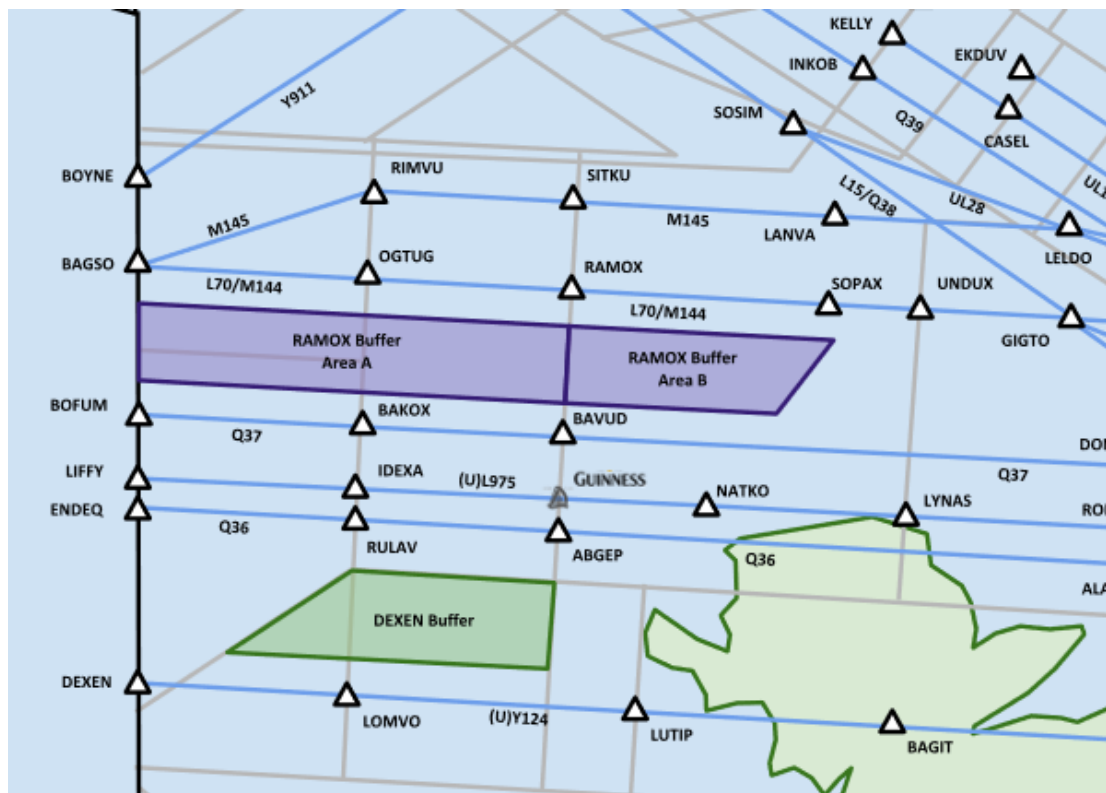 KELLY
EKDUV
INKOB
Y911
SOSIM
Q39
CASEL
BOYNE
RIMVU
SITKU
L15/Q38
UL28
M145
M145
LANVA
BAGSO
OGTUG
RAMOX
LELDO
L70/M144
SOPAX
UNDUX
L70/M144
GIGTO
RAMOX Buffer
Area A
RAMOX Buffer
Area B
BOFUM
BAKOX
BAVUD
Q37
Q37
LIFFY
IDEXA
(U)L975
GUINNESS
NATKO
LYNAS
ENDEQ
Q36
RULAV
ABGEP
Q36
DEXEN Buffer
DEXEN
LOMVO
(U)Y124
LUTIP
BAGIT